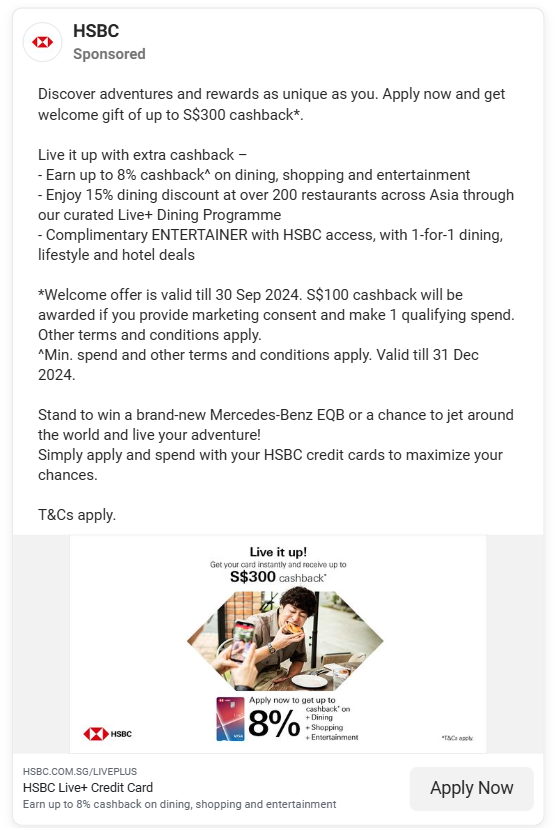 HSBC
Sponsored
Discover adventures and rewards as unique as you. Apply now and get
welcome gift of up to S$300 cashback*.
Live it up with extra cashback –
- Earn up to 8% cashback^ on dining, shopping and entertainment
- Enjoy 15% dining discount at over 200 restaurants across Asia through
our curated Live+ Dining Programme
- Complimentary ENTERTAINER with HSBC access, with 1-for-1 dining,
lifestyle and hotel deals
*Welcome offer is valid till 30 Sep 2024. S$100 cashback will be
awarded if you provide marketing consent and make 1 qualifying spend.
Other terms and conditions apply.
^Min. spend and other terms and conditions apply. Valid till 31 Dec
2024.
Stand to win a brand-new Mercedes-Benz EQB or a chance to jet around
the world and live your adventure!
Simply apply and spend with your HSBC credit cards to maximize your
chances.
T&Cs apply.
Live it up!
Get your card instantly and receive up to
S$300 cashback*
Apply now to get up to
8% cashback* on
+ Dining
+ Shopping
+ Entertainment
VISA
HSBC
*T&Cs apply
HSBC.COM.SG/LIVEPLUS
HSBC Live+ Credit Card
Earn up to 8% cashback on dining, shopping and entertainment
Apply Now